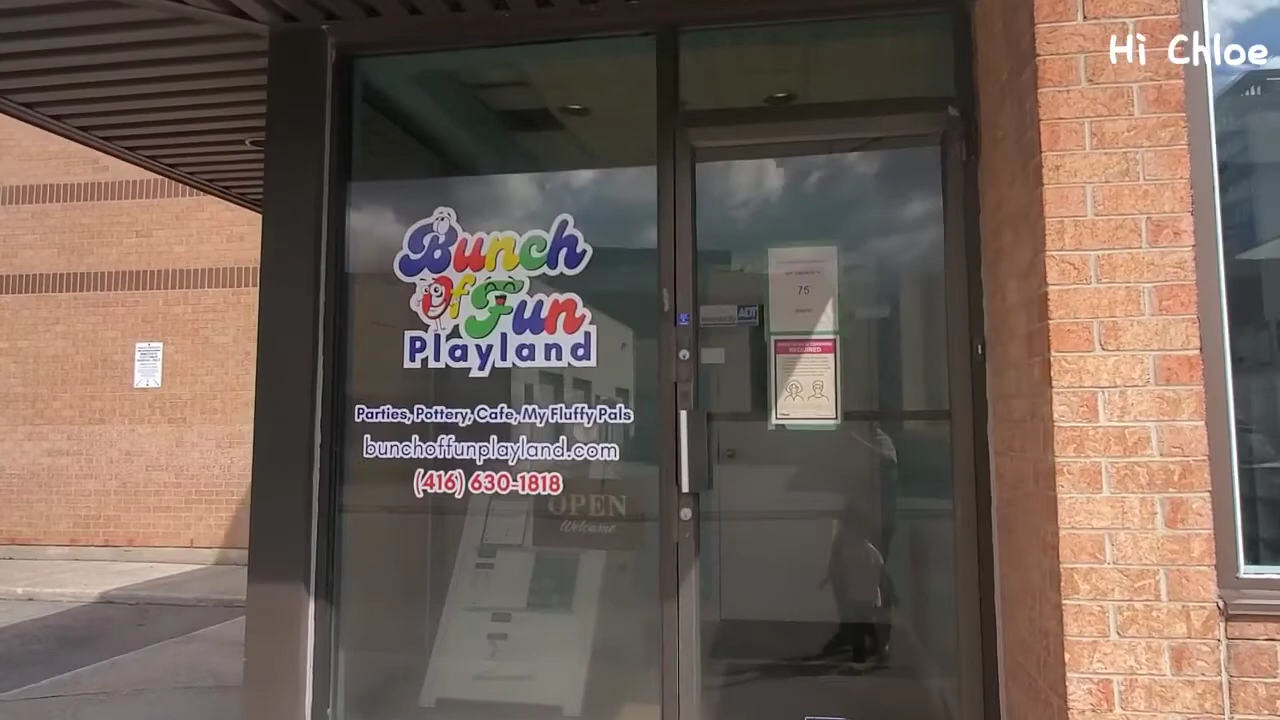 Hi Chloe
Bunch
Of Fun
Playland
Parties, Pottery, Cafe, My Fluffy Pals
bunchoffunplayland.com
(416) 630-1818
OPEN
Welcome
75
ADT
REQUIRED